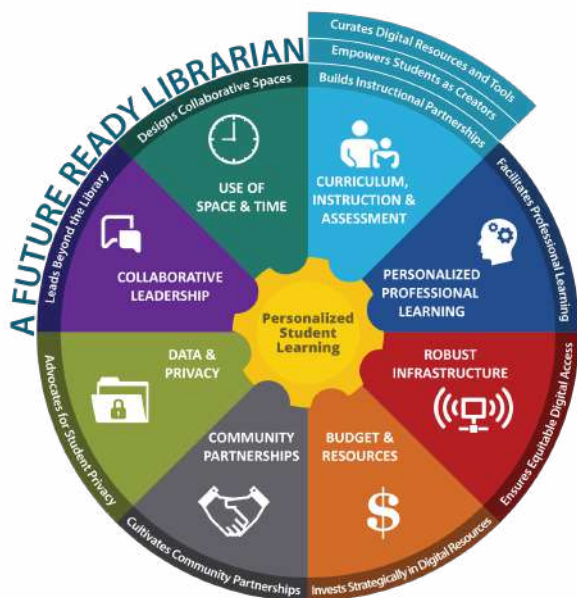 A FUTURE READY LIBRARIAN
Curates Digital Resources and Tools
Empowers Students as Creators
Builds Instructional Partnerships
CURRICULUM,
INSTRUCTION &
ASSESSMENT
Facilitates Professional Learning
PERSONALIZED
PROFESSIONAL
LEARNING
Ensures Equitable Digital Access
ROBUST
INFRASTRUCTURE
Invests Strategically in Digital Resources
BUDGET &
RESOURCES
$
Cultivates Community Partnerships
COMMUNITY
PARTNERSHIPS
Advocates for Student Privacy
DATA &
PRIVACY
Leads Beyond the Library
COLLABORATIVE
LEADERSHIP
Designs Collaborative Spaces
USE OF
SPACE & TIME
Personalized
Student
Learning